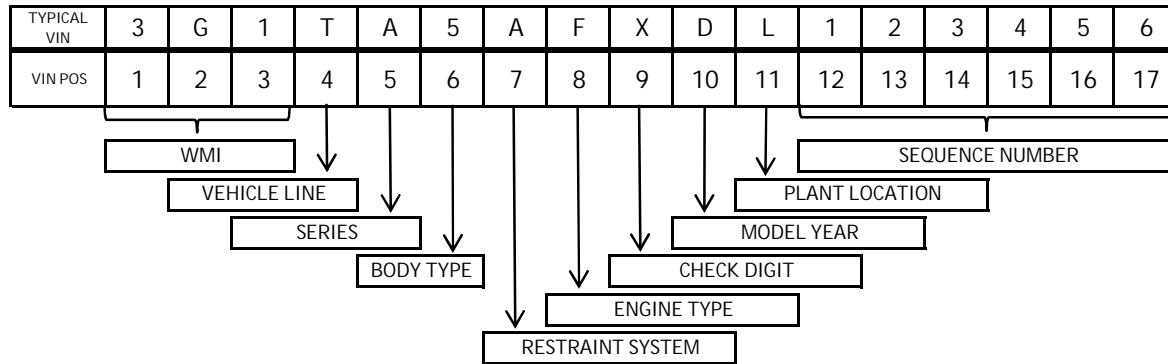 TYPICAL VIN 3 G 1 T A 5 A F X D L 1 2 3 4 5 6
VIN POS 1 2 3 4 5 6 7 8 9 10 11 12 13 14 15 16 17
WMI SEQUENCE NUMBER
VEHICLE LINE PLANT LOCATION
SERIES MODEL YEAR
BODY TYPE CHECK DIGIT
ENGINE TYPE
RESTRAINT SYSTEM